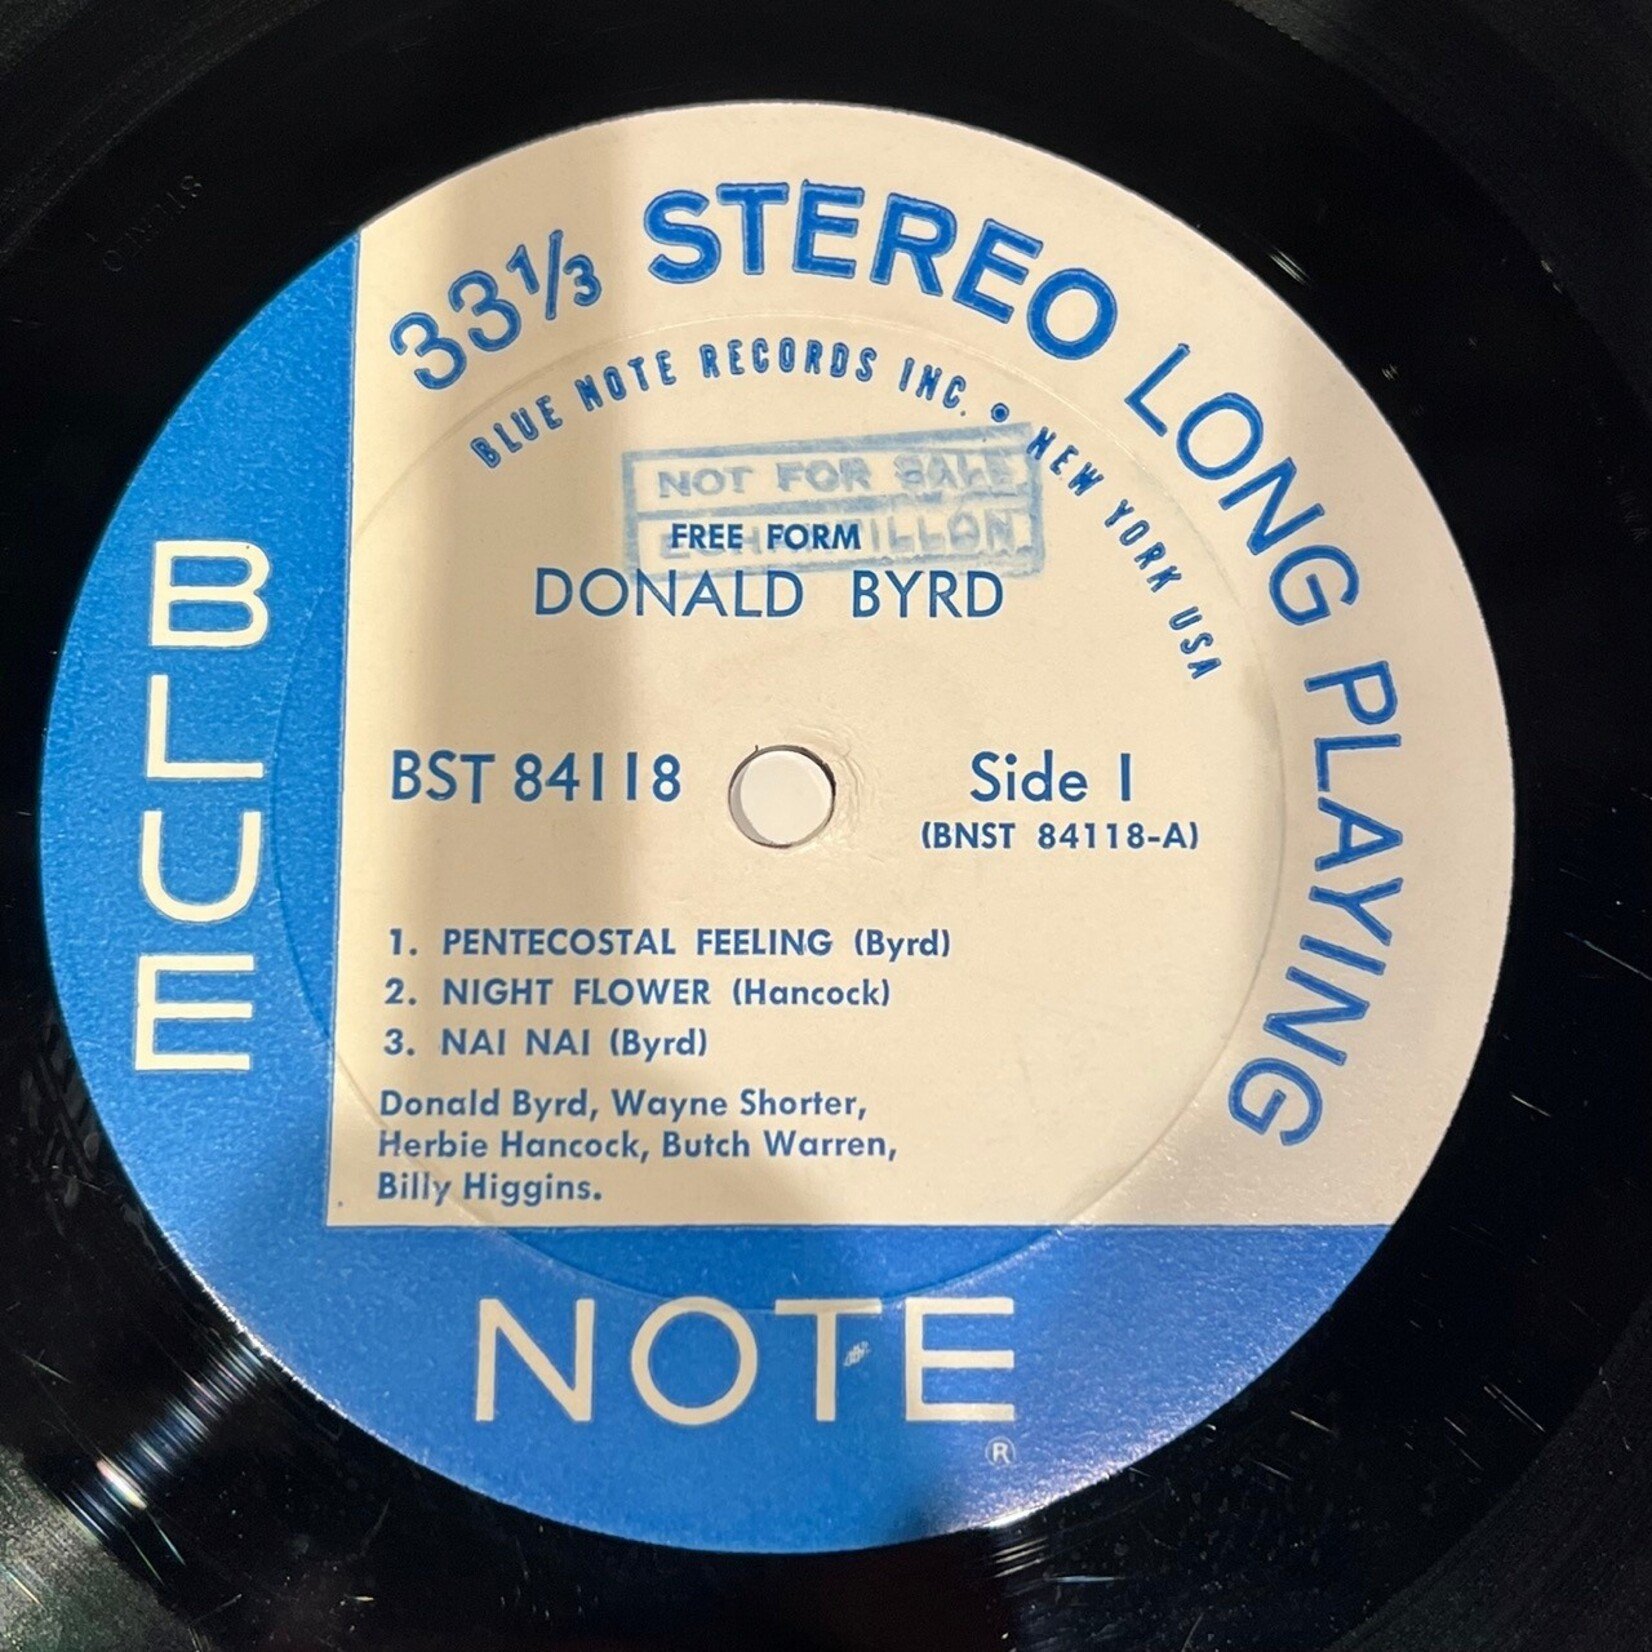 33⅓ STEREO LONG PLAYING
BLUE NOTE RECORDS INC. • NEW YORK USA
NOT FOR SALE
ECHANTILLON
FREE FORM
DONALD BYRD
BST 84118
Side 1
(BNST 84118-A)
1. PENTECOSTAL FEELING (Byrd)
2. NIGHT FLOWER (Hancock)
3. NAI NAI (Byrd)
Donald Byrd, Wayne Shorter,
Herbie Hancock, Butch Warren,
Billy Higgins.
BLUE
NOTE
®